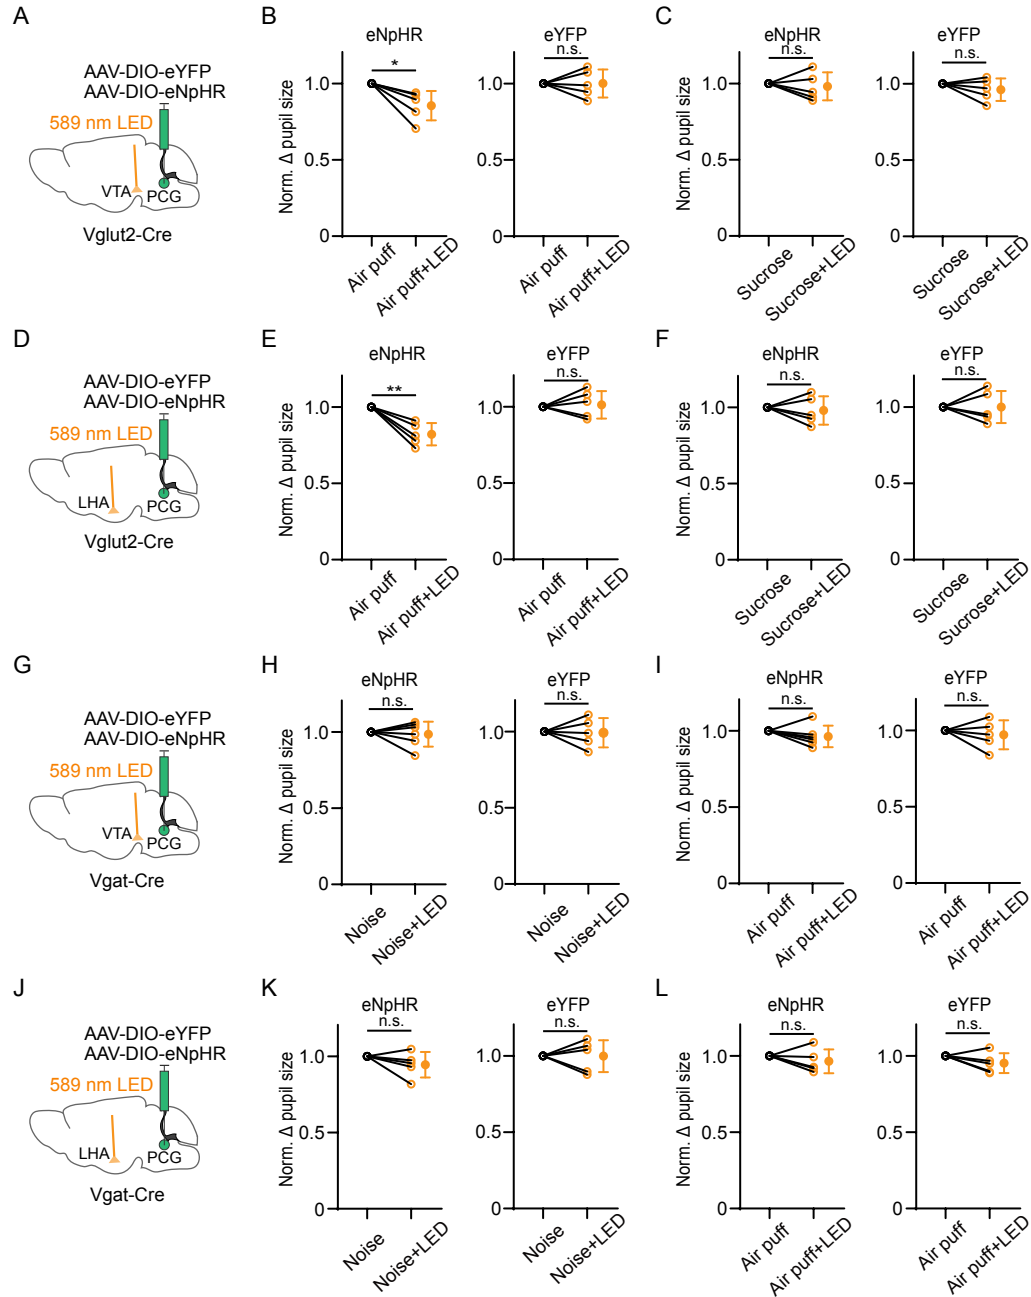 A
AAV-DIO-eYFP
AAV-DIO-eNpHR
589 nm LED
VTA
PCG
Vglut2-Cre
B
eNpHR
*
Norm. Δ pupil size
1.0
0.5
0
Air puff
Air puff+LED
eYFP
n.s.
1.0
0.5
0
Air puff
Air puff+LED
C
eNpHR
n.s.
Norm. Δ pupil size
1.0
0.5
0
Sucrose
Sucrose+LED
eYFP
n.s.
1.0
0.5
0
Sucrose
Sucrose+LED
D
AAV-DIO-eYFP
AAV-DIO-eNpHR
589 nm LED
LHA
PCG
Vglut2-Cre
E
eNpHR
**
Norm. Δ pupil size
1.0
0.5
0
Air puff
Air puff+LED
eYFP
n.s.
1.0
0.5
0
Air puff
Air puff+LED
F
eNpHR
n.s.
Norm. Δ pupil size
1.0
0.5
0
Sucrose
Sucrose+LED
eYFP
n.s.
1.0
0.5
0
Sucrose
Sucrose+LED
G
AAV-DIO-eYFP
AAV-DIO-eNpHR
589 nm LED
VTA
PCG
Vgat-Cre
H
eNpHR
n.s.
Norm. Δ pupil size
1.0
0.5
0
Noise
Noise+LED
eYFP
n.s.
1.0
0.5
0
Noise
Noise+LED
I
eNpHR
n.s.
Norm. Δ pupil size
1.0
0.5
0
Air puff
Air puff+LED
eYFP
n.s.
1.0
0.5
0
Air puff
Air puff+LED
J
AAV-DIO-eYFP
AAV-DIO-eNpHR
589 nm LED
LHA
PCG
Vgat-Cre
K
eNpHR
n.s.
Norm. Δ pupil size
1.0
0.5
0
Noise
Noise+LED
eYFP
n.s.
1.0
0.5
0
Noise
Noise+LED
L
eNpHR
n.s.
Norm. Δ pupil size
1.0
0.5
0
Air puff
Air puff+LED
eYFP
n.s.
1.0
0.5
0
Air puff
Air puff+LED